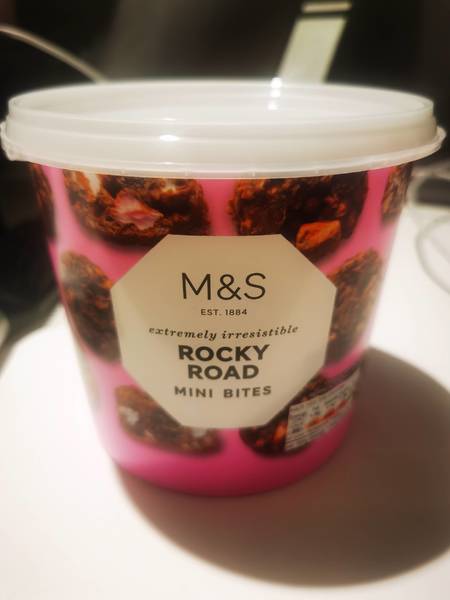 M&S
EST. 1884
extremely irresistible
ROCKY
ROAD
MINI BITES